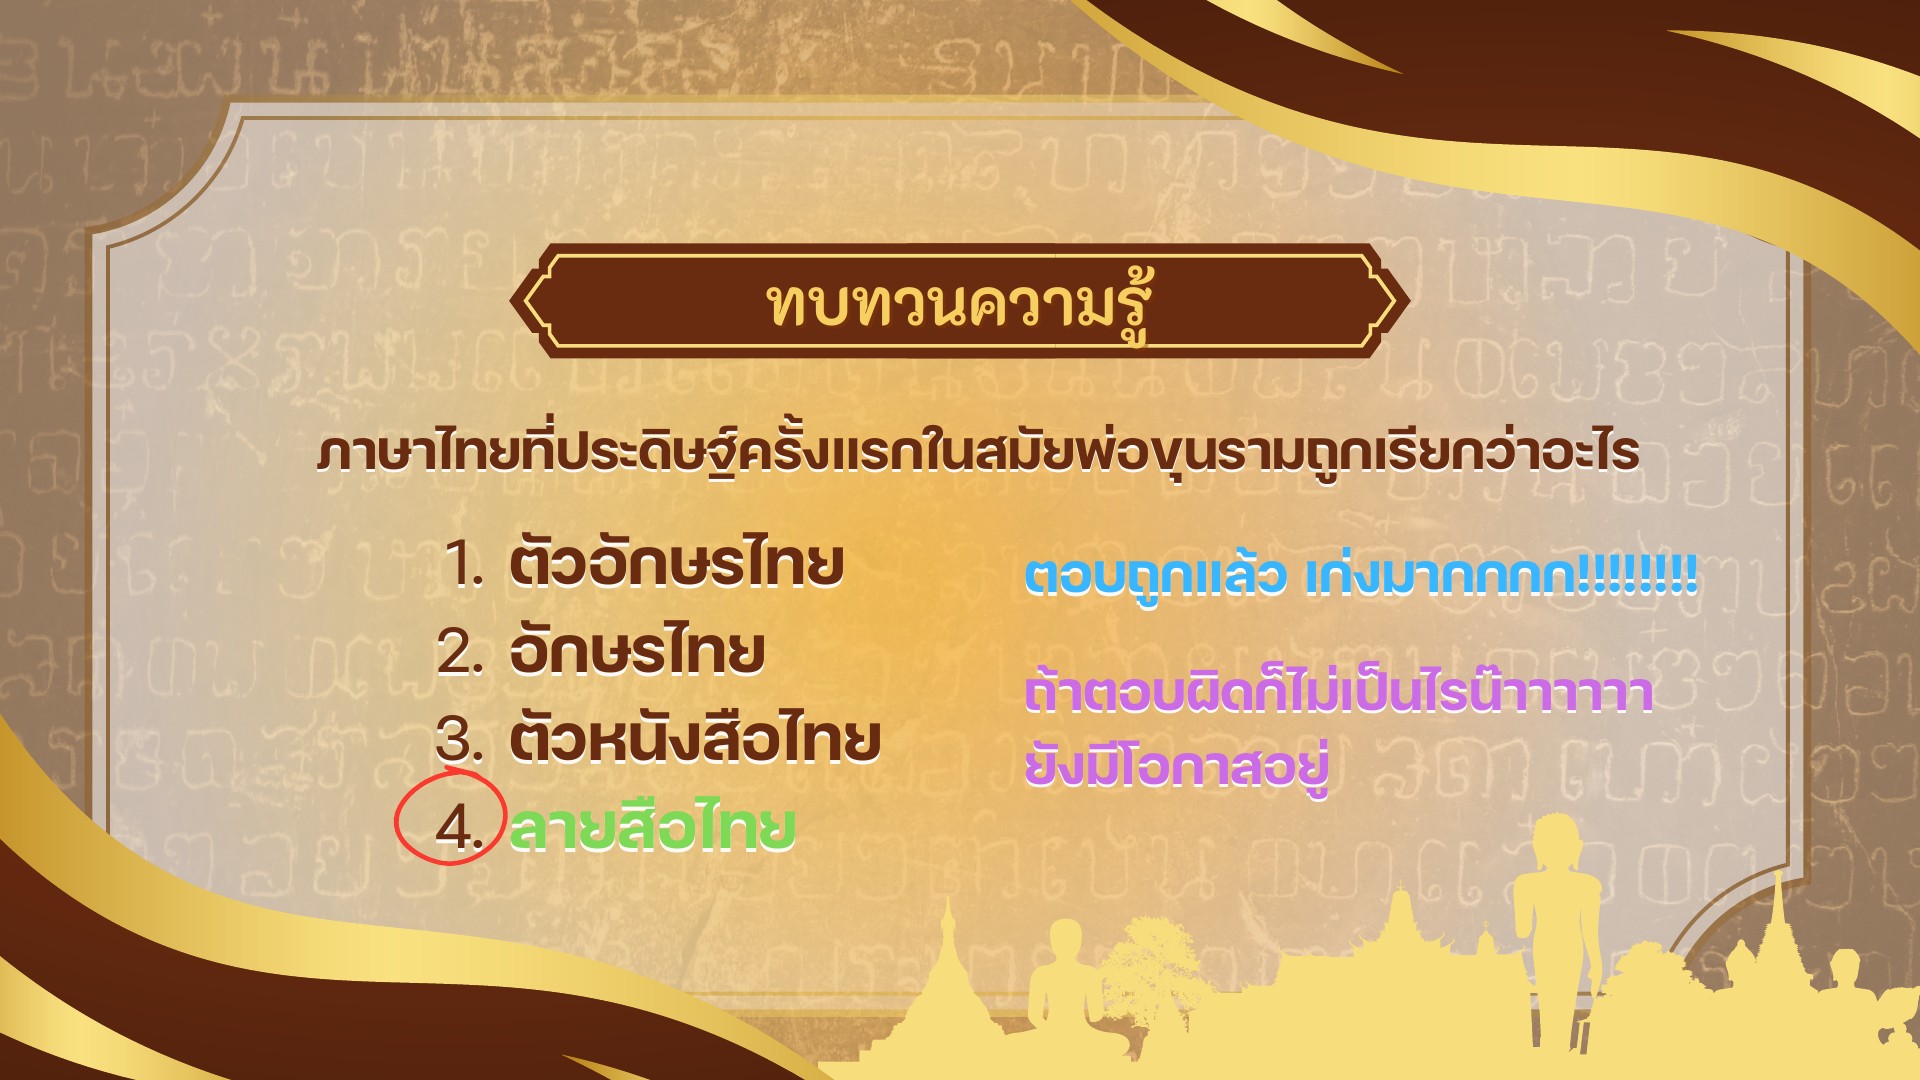 ทบทวนความรู้
ภาษาไทยที่ประดิษฐ์ครั้งแรกในสมัยพ่อขุนรามถูกเรียกว่าอะไร
1. ตัวอักษรไทย
2. อักษรไทย
3. ตัวหนังสือไทย
4. ลายสือไทย
ตอบถูกแล้ว เก่งมากกกก!!!!!!!!
ถ้าตอบผิดก็ไม่เป็นไรน๊าาาาาา
ยังมีโอกาสอยู่